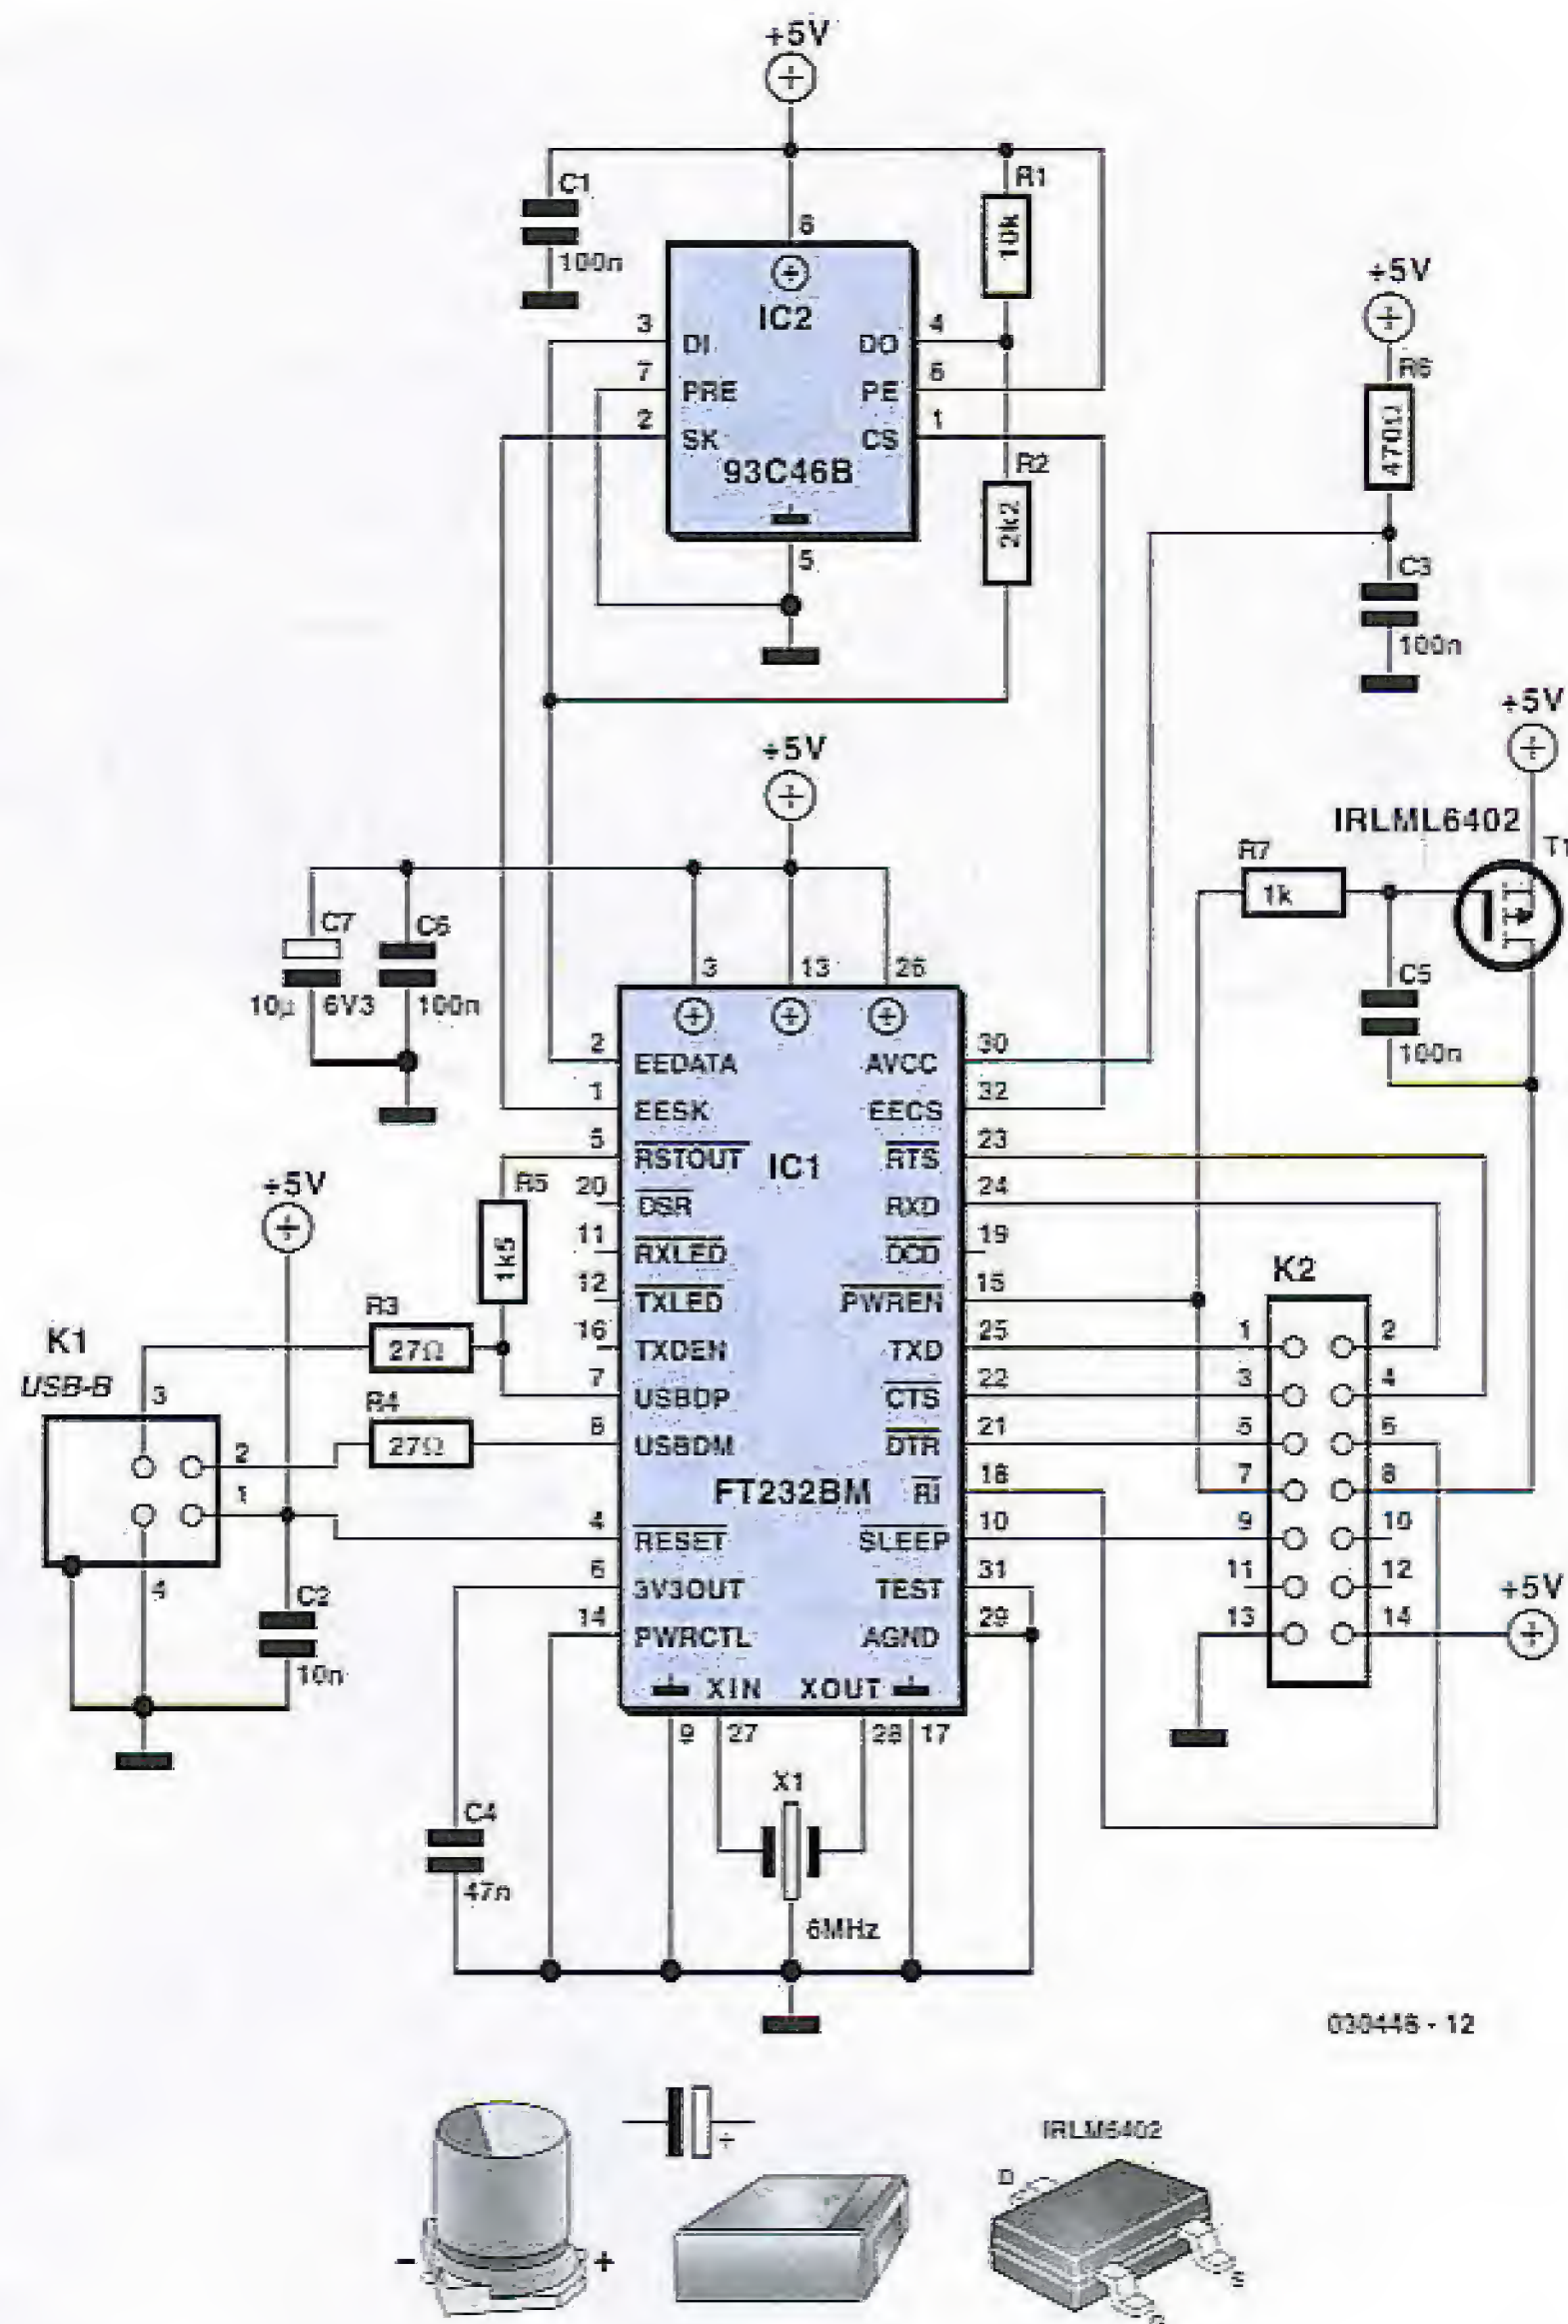 +5V
C1
100n
R1
10k
8
IC2
3
DI
DO
4
7
PRE
PE
6
2
SK
CS
1
93C46B
5
R2
2k2
+5V
R6
470Ω
C3
100n
+5V
IRLML6402
T1
R7
1k
C5
100n
+5V
C7
10µ
6V3
C6
100n
3
13
26
2
EEDATA
AVCC
30
1
EESK
EECS
32
5
RSTOUT
IC1
RTS
23
R5
1k5
20
DSR
RXD
24
11
RXLED
DCD
19
12
TXLED
PWREN
15
16
TXDEN
TXD
25
7
USBDP
CTS
22
8
USBDM
DTR
21
FT232BM
RI
18
4
RESET
SLEEP
10
6
3V3OUT
TEST
31
14
PWRCTL
AGND
29
XIN
XOUT
9
27
28
17
+5V
K1
USB-B
R3
27Ω
R4
27Ω
3
2
1
4
C2
10n
K2
1
2
3
4
5
6
7
8
9
10
11
12
13
14
+5V
X1
6MHz
C4
47n
030446 - 12
-
+
+
IRLM6402
D
S
G